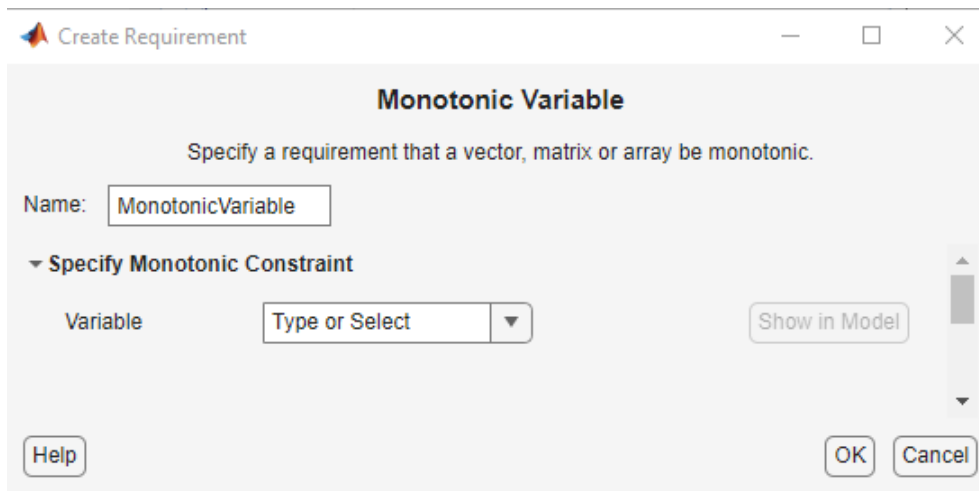 Create Requirement
Monotonic Variable
Specify a requirement that a vector, matrix or array be monotonic.
Name: MonotonicVariable
Specify Monotonic Constraint
Variable Type or Select Show in Model
Help OK Cancel